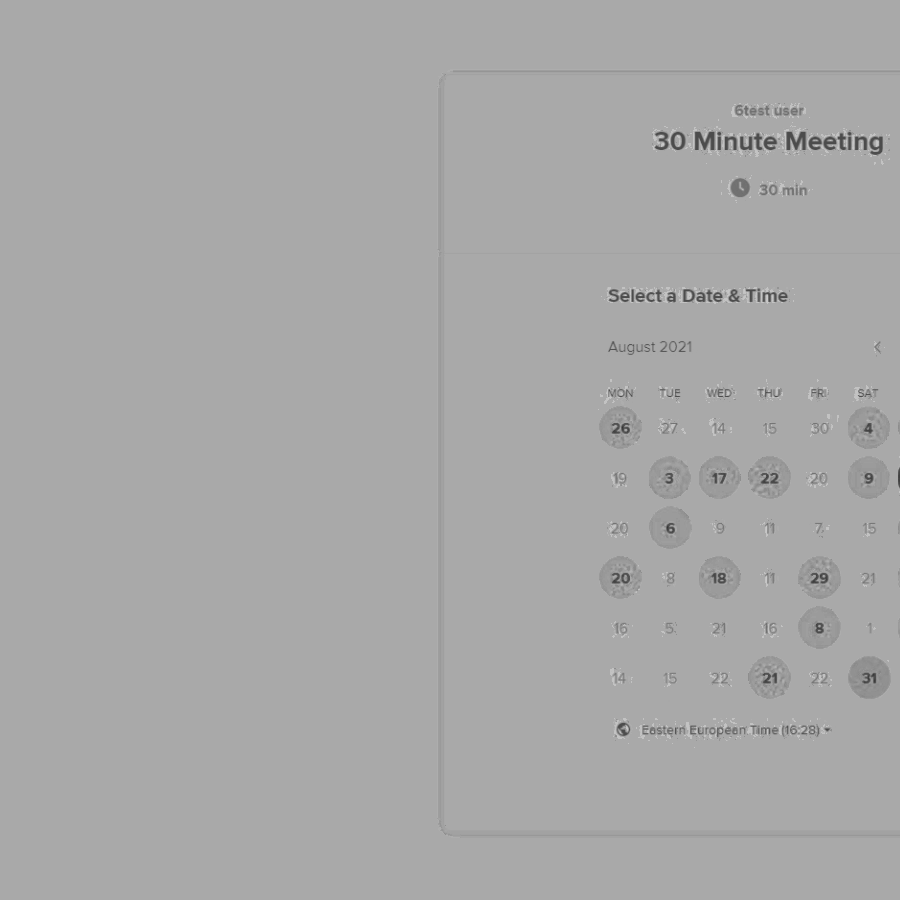 6test user
30 Minute Meeting
30 min
Select a Date & Time
August 2021
MON TUE WED THU FRI SAT
26 27 14 15 30 4
19 3 17 22 20 9
20 6 9 11 7 15
20 8 18 11 29 21
16 5 21 16 8 1
14 15 22 21 22 31
Eastern European Time (16:28)